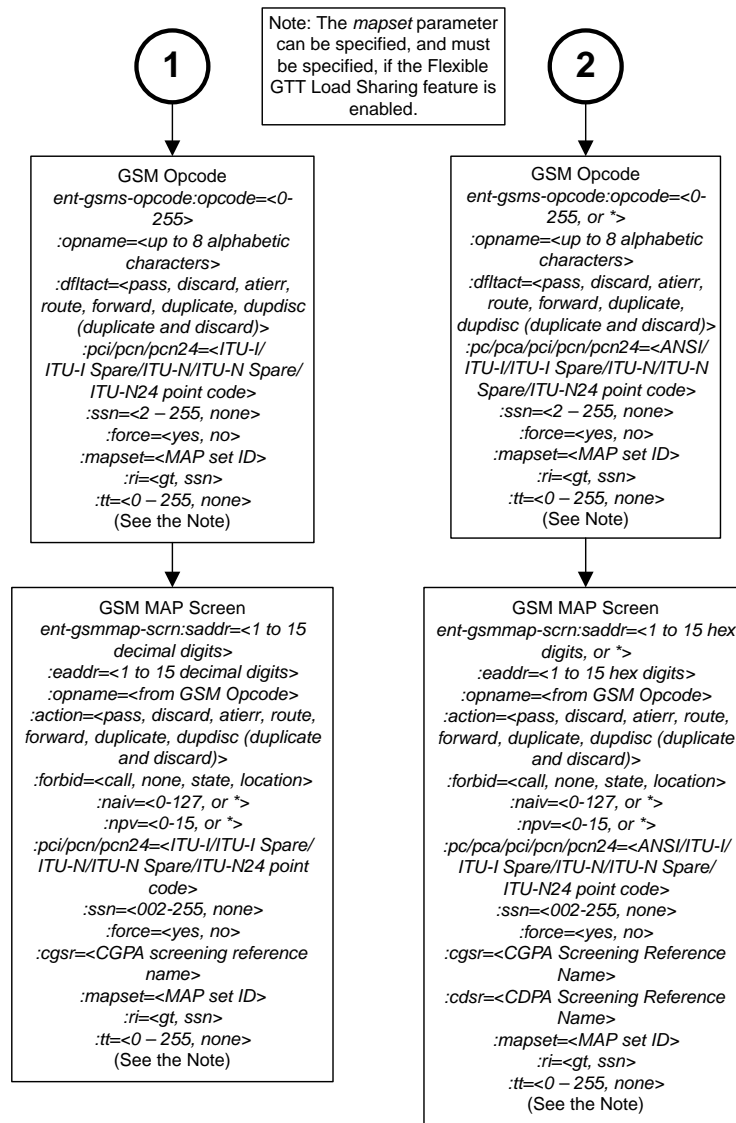 1
Note: The mapset parameter
can be specified, and must
be specified, if the Flexible
GTT Load Sharing feature is
enabled.
2
GSM Opcode
ent-gsms-opcode:opcode=<0-
255>
:opname=<up to 8 alphabetic
characters>
:dfltact=<pass, discard, atierr,
route, forward, duplicate, dupdisc
(duplicate and discard)>
:pci/pcn/pcn24=<ITU-I/
ITU-I Spare/ITU-N/ITU-N Spare/
ITU-N24 point code>
:ssn=<2 – 255, none>
:force=<yes, no>
:mapset=<MAP set ID>
:ri=<gt, ssn>
:tt=<0 – 255, none>
(See the Note)
GSM MAP Screen
ent-gsmmap-scrn:saddr=<1 to 15
decimal digits>
:eaddr=<1 to 15 decimal digits>
:opname=<from GSM Opcode>
:action=<pass, discard, atierr, route,
forward, duplicate, dupdisc (duplicate
and discard)>
:forbid=<call, none, state, location>
:naiv=<0-127, or *>
:npv=<0-15, or *>
:pci/pcn/pcn24=<ITU-I/ITU-I Spare/
ITU-N/ITU-N Spare/ITU-N24 point
code>
:ssn=<002-255, none>
:force=<yes, no>
:cgsr=<CGPA screening reference
name>
:mapset=<MAP set ID>
:ri=<gt, ssn>
:tt=<0 – 255, none>
(See the Note)
GSM Opcode
ent-gsms-opcode:opcode=<0-
255, or *>
:opname=<up to 8 alphabetic
characters>
:dfltact=<pass, discard, atierr,
route, forward, duplicate,
dupdisc (duplicate and discard)>
:pc/pca/pci/pcn/pcn24=<ANSI/
ITU-I/ITU-I Spare/ITU-N/ITU-N
Spare/ITU-N24 point code>
:ssn=<2 – 255, none>
:force=<yes, no>
:mapset=<MAP set ID>
:ri=<gt, ssn>
:tt=<0 – 255, none>
(See Note)
GSM MAP Screen
ent-gsmmap-scrn:saddr=<1 to 15 hex
digits, or *>
:eaddr=<1 to 15 hex digits>
:opname=<from GSM Opcode>
:action=<pass, discard, atierr, route,
forward, duplicate, dupdisc (duplicate
and discard)>
:forbid=<call, none, state, location>
:naiv=<0-127, or *>
:npv=<0-15, or *>
:pc/pca/pci/pcn/pcn24=<ANSI/ITU-I/
ITU-I Spare/ITU-N/ITU-N Spare/
ITU-N24 point code>
:ssn=<002-255, none>
:force=<yes, no>
:cgsr=<CGPA Screening Reference
Name>
:cdsr=<CDPA Screening Reference
Name>
:mapset=<MAP set ID>
:ri=<gt, ssn>
:tt=<0 – 255, none>
(See the Note)